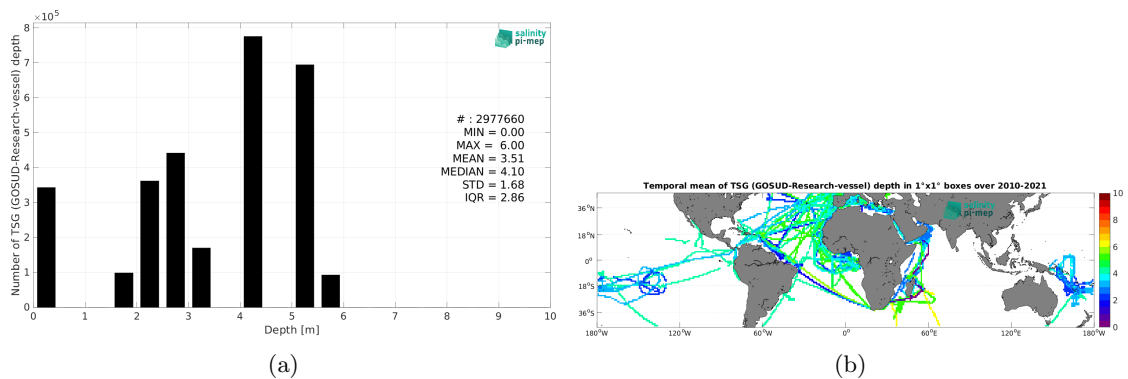 ×10⁵
8
7
6
5
4
3
2
1
0
Number of TSG (GOSUD-Research-vessel) depth
salinity
pi-mep
# : 2977660
MIN = 0.00
MAX = 6.00
MEAN = 3.51
MEDIAN = 4.10
STD = 1.68
IQR = 2.86
0 1 2 3 4 5 6 7 8 9 10
Depth [m]
(a)
Temporal mean of TSG (GOSUD-Research-vessel) depth in 1°x1° boxes over 2010-2021
salinity
pi-mep
36°N
18°N
0°
18°S
36°S
180°W 120°W 60°W 0° 60°E 120°E 180°W
10
8
6
4
2
0
(b)